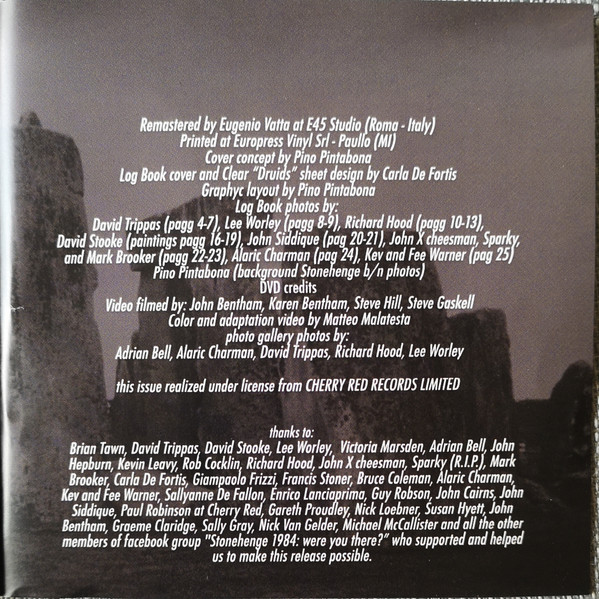 Remastered by Eugenio Vatta at E45 Studio (Roma - Italy)
Printed at Europress Vinyl Srl - Paullo (MI)
Cover concept by Pino Pintabona
Log Book cover and Clear "Druids" sheet design by Carla De Fortis
Graphyc layout by Pino Pintabona
Log Book photos by:
David Trippas (pagg 4-7), Lee Worley (pagg 8-9), Richard Hood (pagg 10-13),
David Stooke (paintings pagg 16-19), John Siddique (pag 20-21), John X cheesman, Sparky,
and Mark Brooker (pagg 22-23), Alaric Charman (pag 24), Kev and Fee Warner (pag 25)
Pino Pintabona (background Stonehenge b/n photos)
DVD credits
Video filmed by: John Bentham, Karen Bentham, Steve Hill, Steve Gaskell
Color and adaptation video by Matteo Malatesta
photo gallery photos by:
Adrian Bell, Alaric Charman, David Trippas, Richard Hood, Lee Worley
this issue realized under license from CHERRY RED RECORDS LIMITED
thanks to:
Brian Tawn, David Trippas, David Stooke, Lee Worley, Victoria Marsden, Adrian Bell, John
Hepburn, Kevin Leavy, Rob Cocklin, Richard Hood, John X cheesman, Sparky (R.I.P.), Mark
Brooker, Carla De Fortis, Giampaolo Frizzi, Francis Stoner, Bruce Coleman, Alaric Charman,
Kev and Fee Warner, Sallyanne De Fallon, Enrico Lanciaprima, Guy Robson, John Cairns, John
Siddique, Paul Robinson at Cherry Red, Gareth Proudley, Nick Loebner, Susan Hyett, John
Bentham, Graeme Claridge, Sally Gray, Nick Van Gelder, Michael McCallister and all the other
members of facebook group "Stonehenge 1984: were you there?" who supported and helped
us to make this release possible.